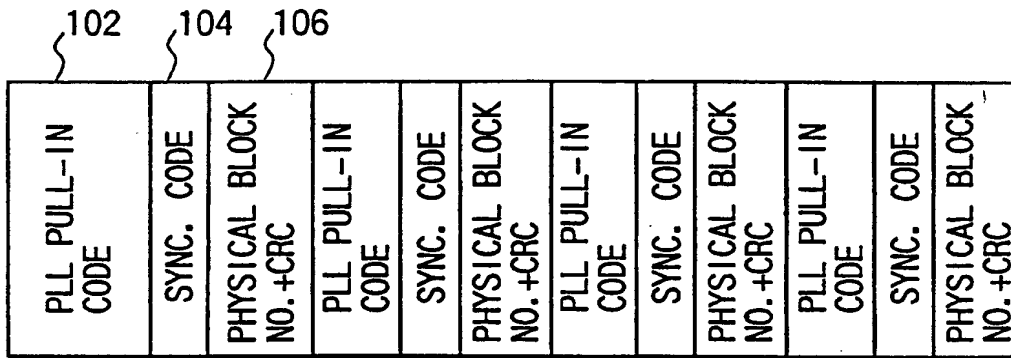 102
104
106
PLL PULL-IN
CODE
SYNC. CODE
PHYSICAL BLOCK
NO.+CRC
PLL PULL-IN
CODE
SYNC. CODE
PHYSICAL BLOCK
NO.+CRC
PLL PULL-IN
CODE
SYNC. CODE
PHYSICAL BLOCK
NO.+CRC
PLL PULL-IN
CODE
SYNC. CODE
PHYSICAL BLOCK
NO.+CRC